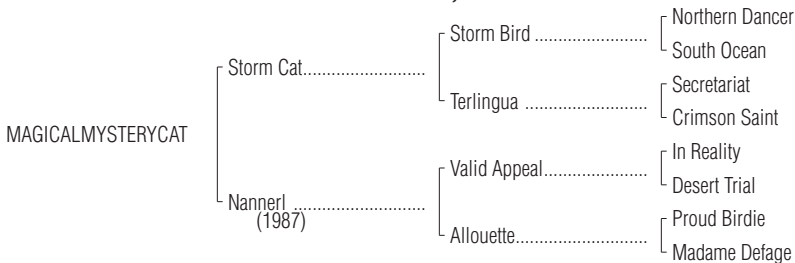 Northern Dancer
Storm Bird ........................
South Ocean
Storm Cat..........................
Secretariat
Terlingua ..........................
Crimson Saint
MAGICALMYSTERYCAT
In Reality
Valid Appeal......................
Desert Trial
Nannerl ............................
(1987)
Proud Birdie
Allouette............................
Madame Defage